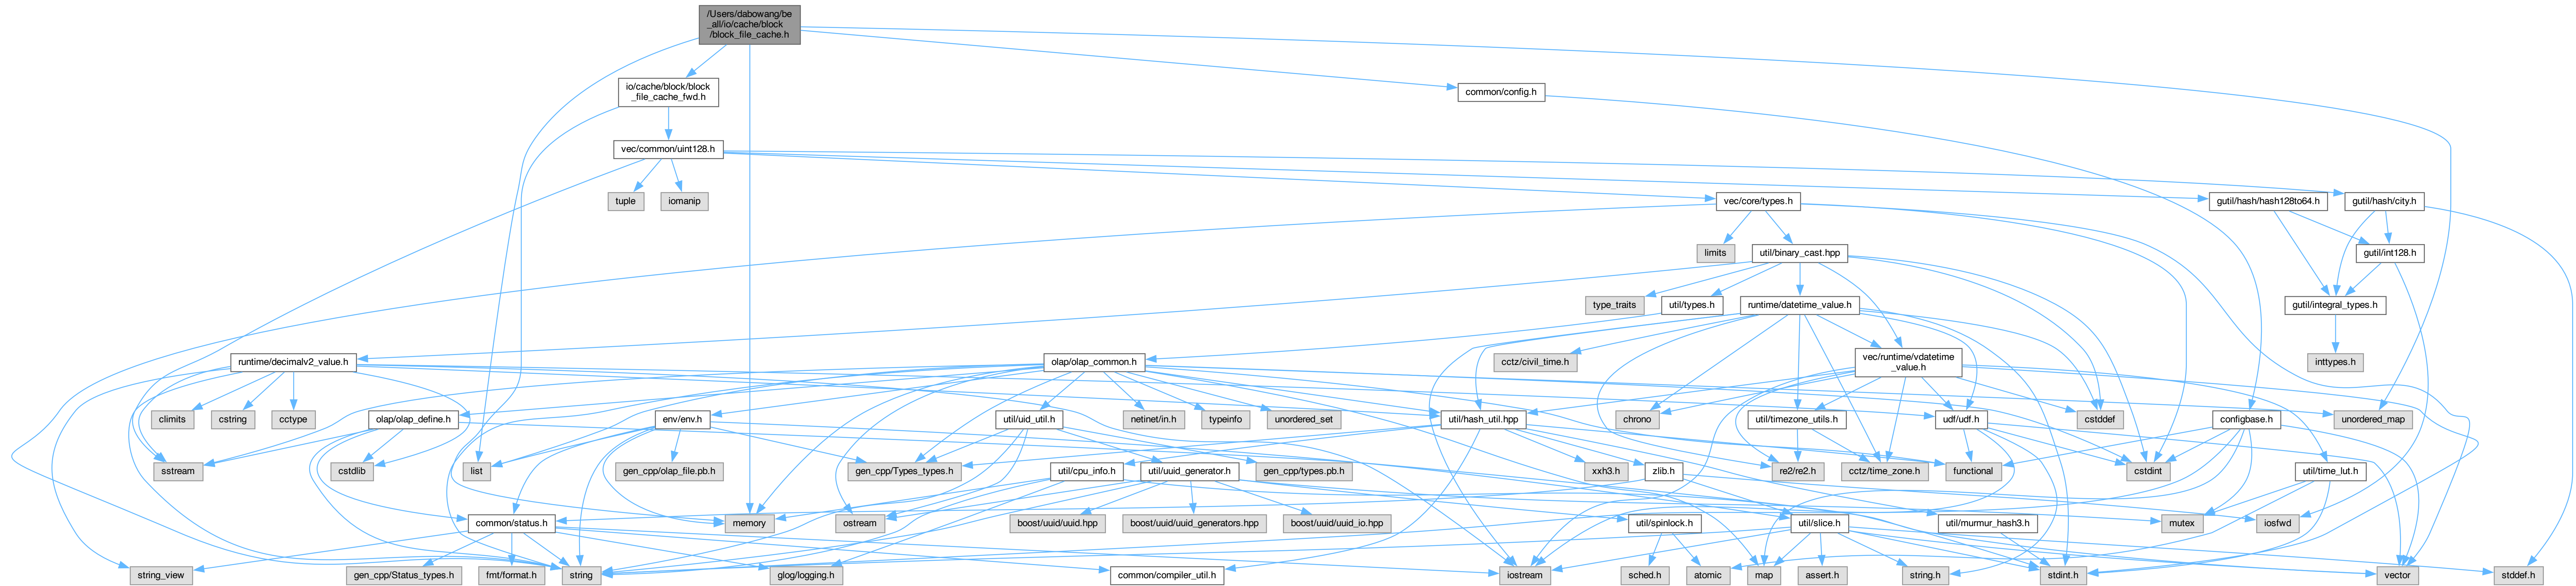 /Users/dabowang/be
_all/io/cache/block
/block_file_cache.h
io/cache/block/block
_file_cache_fwd.h
common/config.h
vec/common/uint128.h
tuple
iomanip
vec/core/types.h
gutil/hash/hash128to64.h
gutil/hash/city.h
limits
util/binary_cast.hpp
gutil/int128.h
type_traits
util/types.h
runtime/datetime_value.h
gutil/integral_types.h
runtime/decimalv2_value.h
olap/olap_common.h
cctz/civil_time.h
vec/runtime/vdatetime
_value.h
inttypes.h
climits
cstring
cctype
olap/olap_define.h
env/env.h
util/uid_util.h
netinet/in.h
typeinfo
unordered_set
util/hash_util.hpp
chrono
util/timezone_utils.h
udf/udf.h
cstddef
configbase.h
unordered_map
sstream
cstdlib
list
gen_cpp/olap_file.pb.h
gen_cpp/Types_types.h
util/cpu_info.h
util/uuid_generator.h
gen_cpp/types.pb.h
xxh3.h
zlib.h
re2/re2.h
cctz/time_zone.h
functional
cstdint
util/time_lut.h
common/status.h
memory
ostream
boost/uuid/uuid.hpp
boost/uuid/uuid_generators.hpp
boost/uuid/uuid_io.hpp
util/spinlock.h
util/slice.h
util/murmur_hash3.h
mutex
iosfwd
string_view
gen_cpp/Status_types.h
fmt/format.h
string
glog/logging.h
common/compiler_util.h
iostream
sched.h
atomic
map
assert.h
string.h
stdint.h
vector
stddef.h